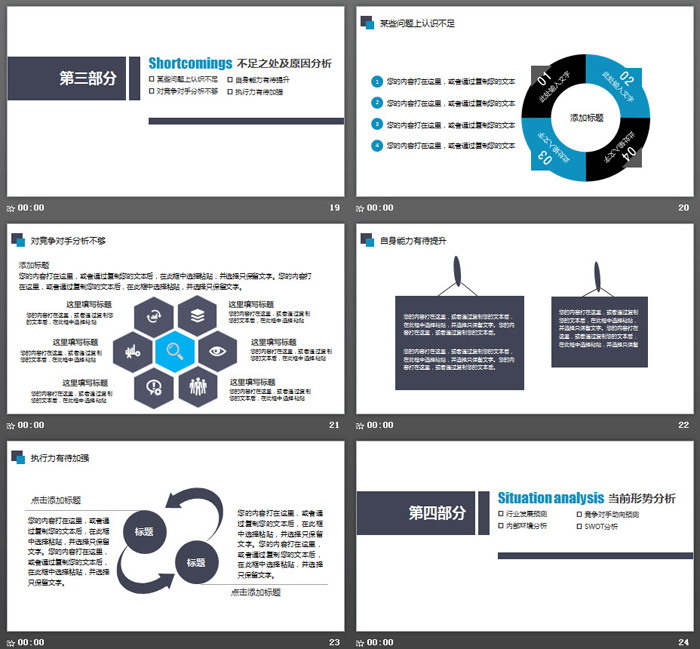 第三部分
Shortcomings 不足之处及原因分析
某些问题上认识不足
自身能力有待提升
对竞争对手分析不够
执行力有待加强
00:00
19
某些问题上认识不足
1 您的内容打在这里，或者通过复制您的文本
2 您的内容打在这里，或者通过复制您的文本
3 您的内容打在这里，或者通过复制您的文本
4 您的内容打在这里，或者通过复制您的文本
01
此处输入文字
02
此处输入文字
添加标题
03
此处输入文字
04
此处输入文字
00:00
20
对竞争对手分析不够
添加标题
您的内容打在这里，或者通过复制您的文本后，在此框中选择粘贴，并选择只保留文字。您的内容打
在这里，或者通过复制您的文本后，在此框中选择粘贴，并选择只保留文字。
这里填写标题
您的内容打在这里，或者通过复制您
的文本后，在此框中选择粘贴
这里填写标题
您的内容打在这里，或者通过复制
您的文本后，在此框中选择粘贴
这里填写标题
您的内容打在这里，或者通过复制
您的文本后，在此框中选择粘贴
这里填写标题
您的内容打在这里，或者通过复制
您的文本后，在此框中选择粘贴
这里填写标题
您的内容打在这里，或者通过复制
您的文本后，在此框中选择粘贴
这里填写标题
您的内容打在这里，或者通过复制
您的文本后，在此框中选择粘贴
00:00
21
自身能力有待提升
您的内容打在这里，或者通过复制您的文本后，
在此框中选择粘贴，并选择只保留文字。您的内
容打在这里，或者通过复制您的文本后。
您的内容打在这里，或者通过复制您的文本后，
在此框中选择粘贴，并选择只保留文字。您的内
容打在这里，或者通过复制您的文本后。
您的内容打在这里，或者通过复制
您的文本后，在此框中选择粘贴，
并选择只保留文字。您的内容打在
这里，或者通过复制您的文本后，
在此框中选择粘贴，并选择只保留
00:00
22
执行力有待加强
点击添加标题
您的内容打在这里，或者
通过复制您的文本后，在
此框中选择粘贴，并选择
只保留文字。您的内容打
在这里，或者通过复制您
的文本后，在此框中选择
粘贴，并选择只保留文字。
标题
标题
您的内容打在这里，或者
通过复制您的文本后，在
此框中选择粘贴，并选择
只保留文字。您的内容打
在这里，或者通过复制您
的文本后，在此框中选择
粘贴，并选择只保留文字。
点击添加标题
00:00
23
第四部分
Situation analysis 当前形势分析
行业发展预测
竞争对手动向预测
内部环境分析
SWOT分析
00:00
24